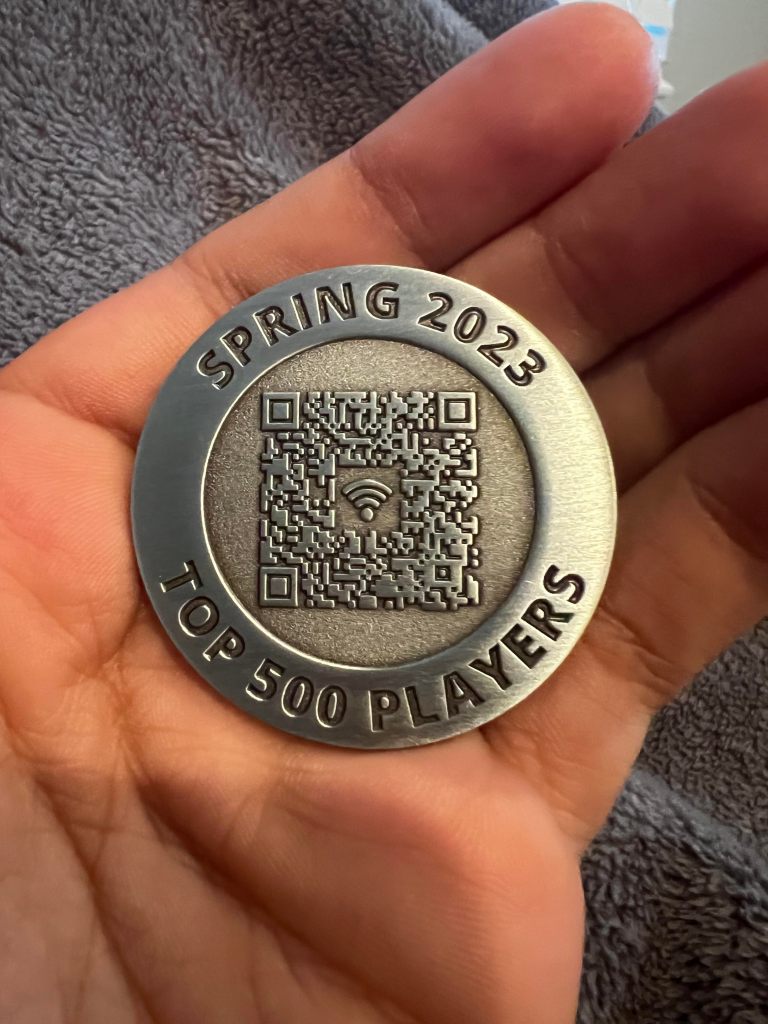 SPRING 2023
TOP 500 PLAYERS